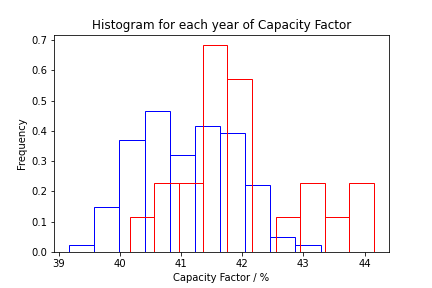 Histogram for each year of Capacity Factor
0.7
0.6
0.5
0.4
0.3
0.2
0.1
0.0
Frequency
39 40 41 42 43 44
Capacity Factor / %